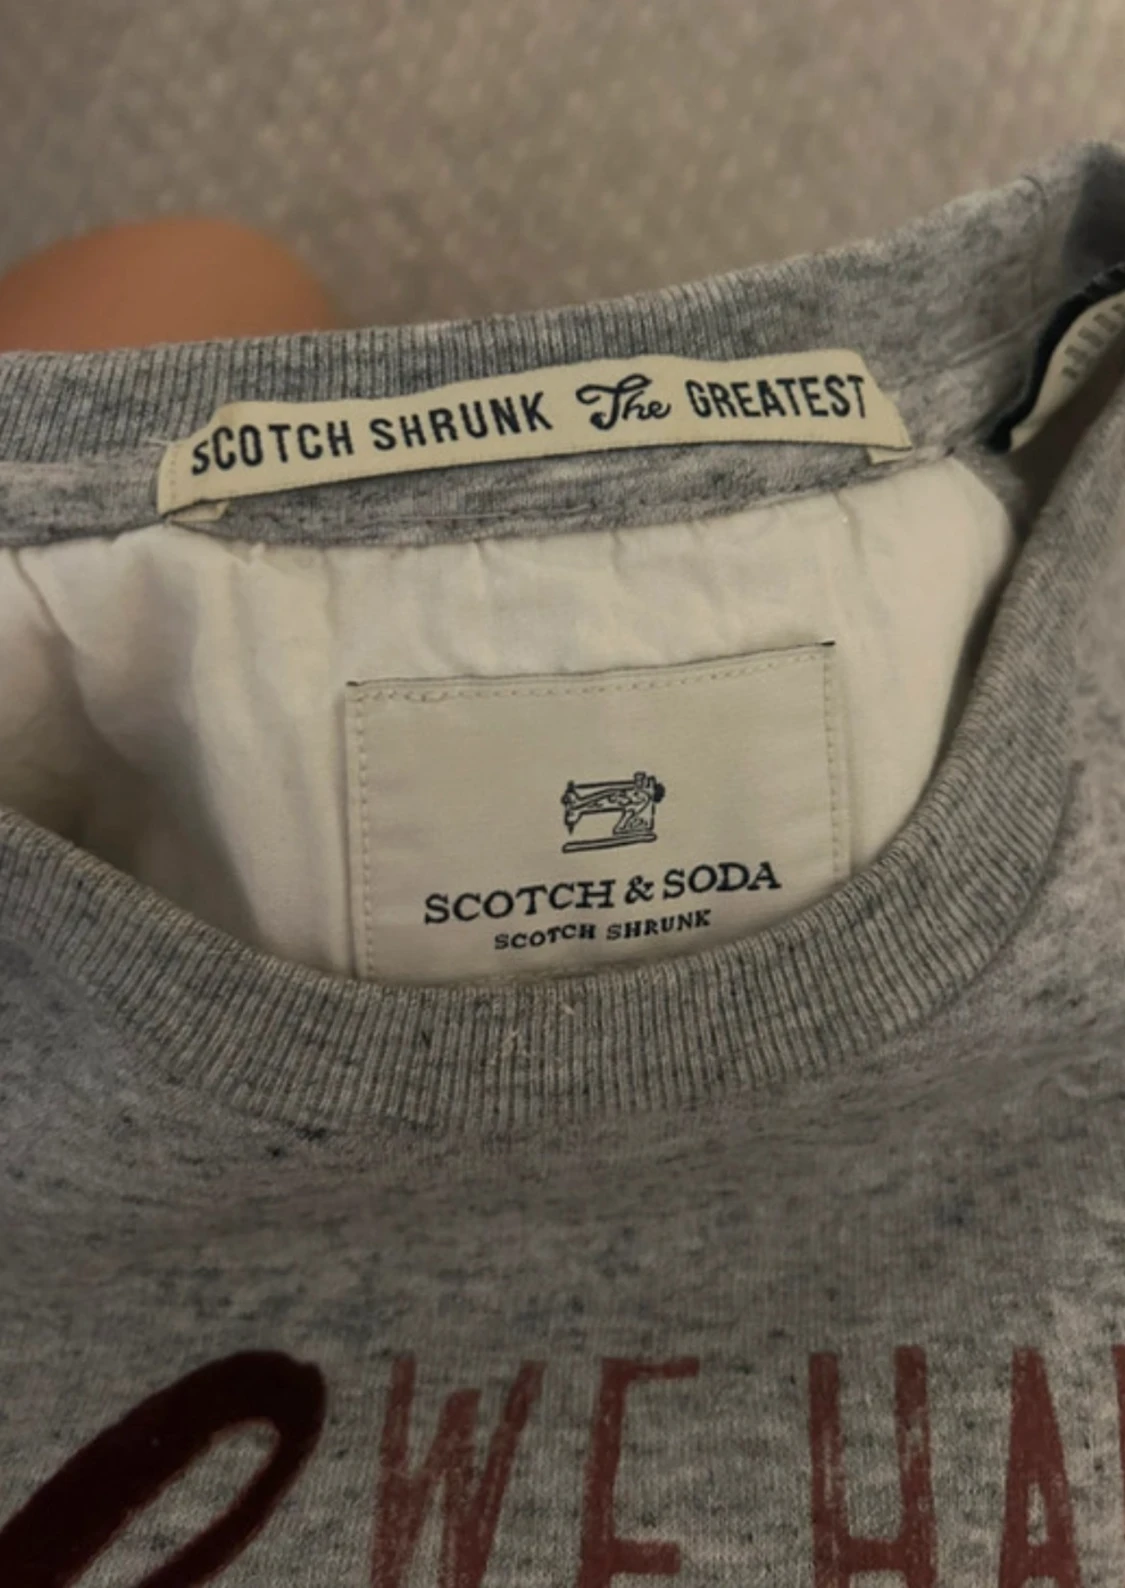 SCOTCH SHRUNK The GREATEST
SCOTCH & SODA
SCOTCH SHRUNK
WE